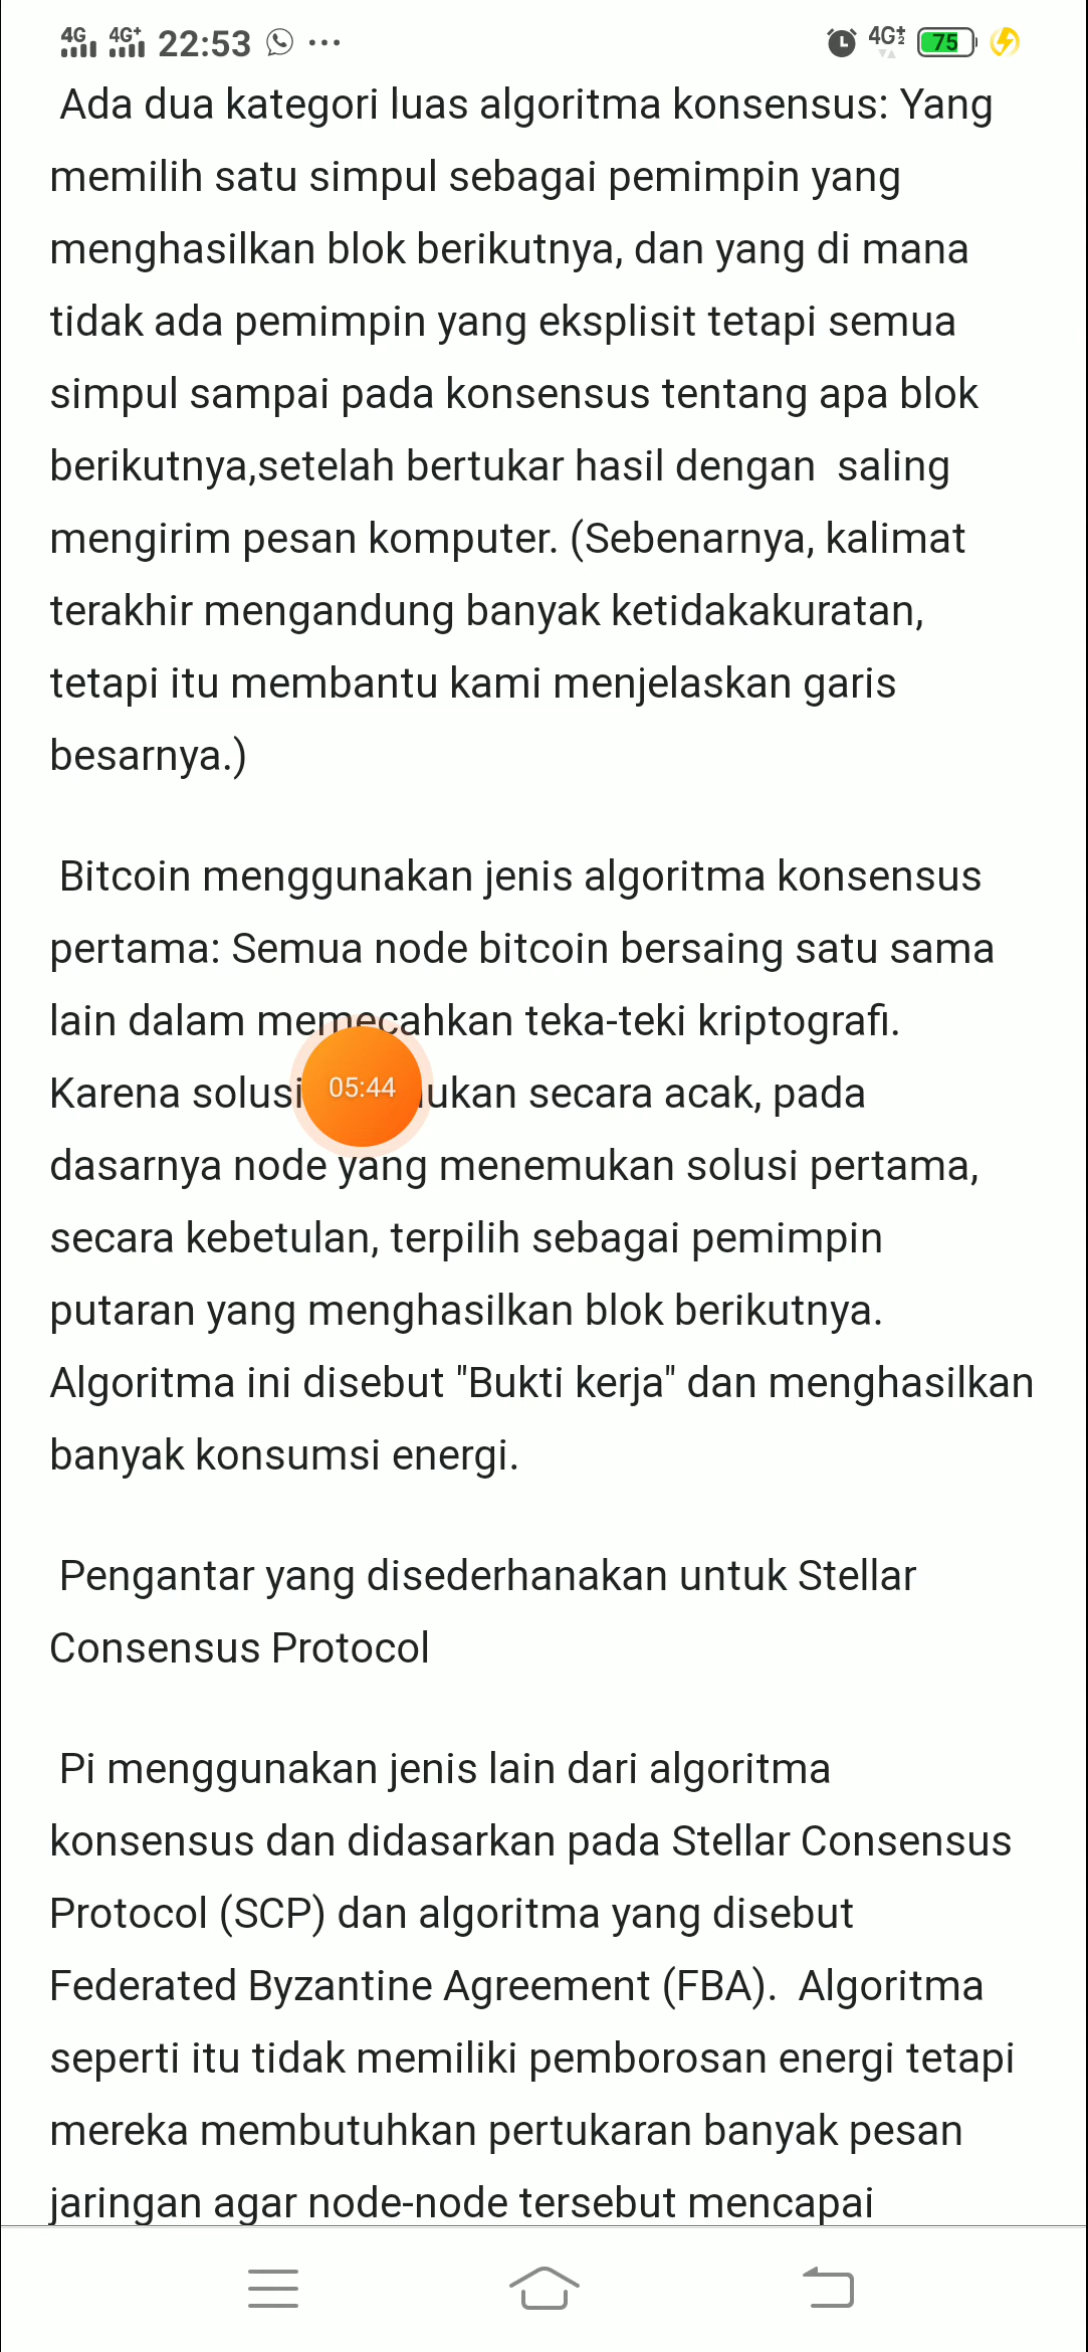 4G 4G+ 22:53 ... 4G+2 75
Ada dua kategori luas algoritma konsensus: Yang
memilih satu simpul sebagai pemimpin yang
menghasilkan blok berikutnya, dan yang di mana
tidak ada pemimpin yang eksplisit tetapi semua
simpul sampai pada konsensus tentang apa blok
berikutnya,setelah bertukar hasil dengan  saling
mengirim pesan komputer. (Sebenarnya, kalimat
terakhir mengandung banyak ketidakakuratan,
tetapi itu membantu kami menjelaskan garis
besarnya.)
Bitcoin menggunakan jenis algoritma konsensus
pertama: Semua node bitcoin bersaing satu sama
lain dalam memecahkan teka-teki kriptografi.
Karena solusi 05:44 ukan secara acak, pada
dasarnya node yang menemukan solusi pertama,
secara kebetulan, terpilih sebagai pemimpin
putaran yang menghasilkan blok berikutnya.
Algoritma ini disebut "Bukti kerja" dan menghasilkan
banyak konsumsi energi.
Pengantar yang disederhanakan untuk Stellar
Consensus Protocol
Pi menggunakan jenis lain dari algoritma
konsensus dan didasarkan pada Stellar Consensus
Protocol (SCP) dan algoritma yang disebut
Federated Byzantine Agreement (FBA).  Algoritma
seperti itu tidak memiliki pemborosan energi tetapi
mereka membutuhkan pertukaran banyak pesan
jaringan agar node-node tersebut mencapai